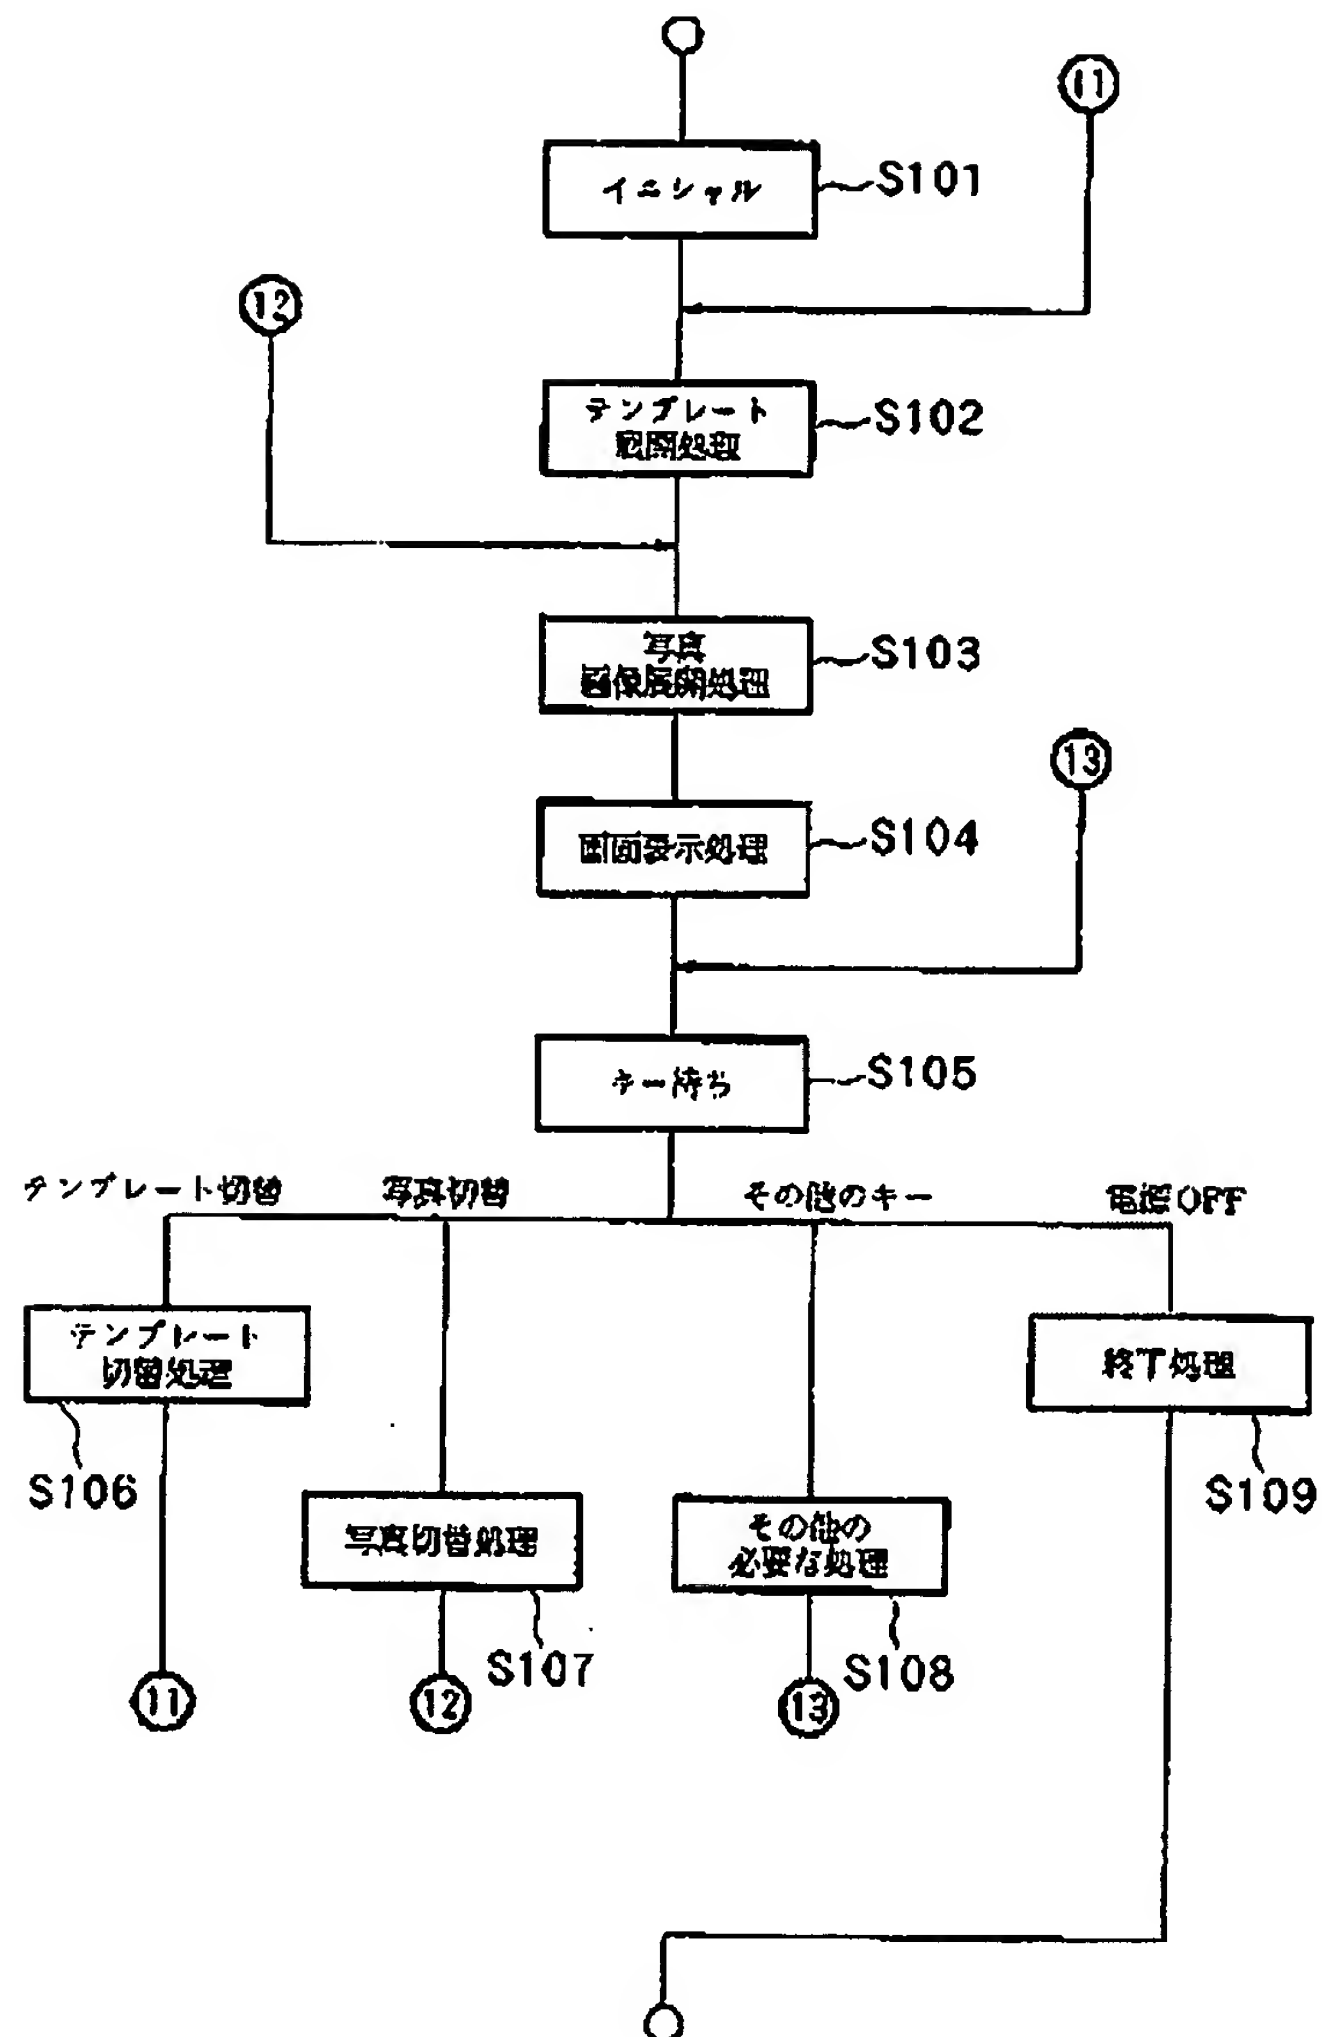 11
イニシャル
S101
12
テンプレート
展開処理
S102
写真
画像展開処理
S103
13
画面表示処理
S104
キー待ち
S105
テンプレート切替
写真切替
その他のキー
電源OFF
テンプレート
切替処理
終了処理
S106
S109
写真切替処理
その他の
必要な処理
S107
S108
11
12
13